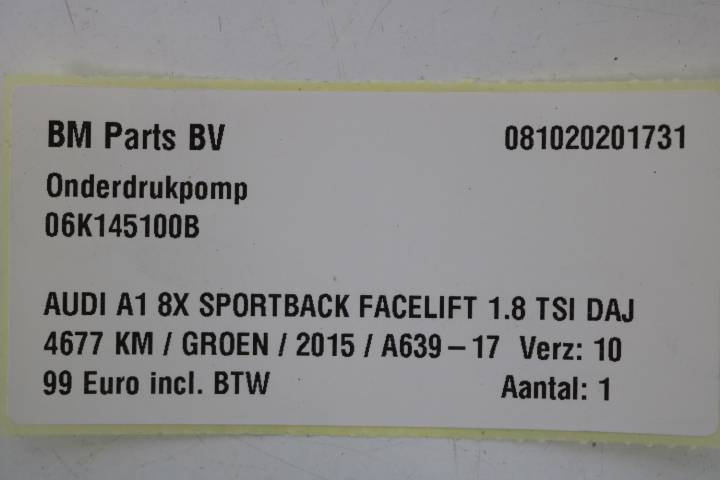 BM Parts BV 081020201731
Onderdrukpomp
06K145100B
AUDI A1 8X SPORTBACK FACELIFT 1.8 TSI DAJ
4677 KM / GROEN / 2015 / A639-17 Verz: 10
99 Euro incl. BTW Aantal: 1